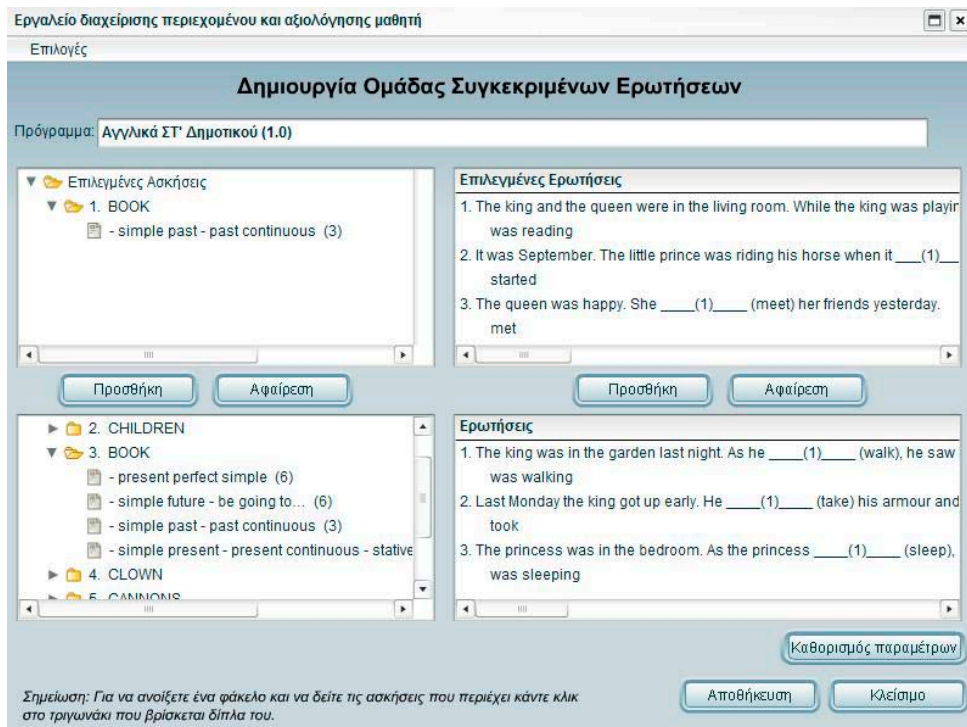 Εργαλείο διαχείρισης περιεχομένου και αξιολόγησης μαθητή
Επιλογές
Δημιουργία Ομάδας Συγκεκριμένων Ερωτήσεων
Πρόγραμμα: Αγγλικά ΣΤ' Δημοτικού (1.0)
Επιλεγμένες Ασκήσεις
1. BOOK
- simple past - past continuous (3)
Επιλεγμένες Ερωτήσεις
1. The king and the queen were in the living room. While the king was playin
was reading
2. It was September. The little prince was riding his horse when it ___(1)__
started
3. The queen was happy. She ____(1)____ (meet) her friends yesterday.
met
Προσθήκη
Αφαίρεση
Προσθήκη
Αφαίρεση
2. CHILDREN
3. BOOK
- present perfect simple (6)
- simple future - be going to... (6)
- simple past - past continuous (3)
- simple present - present continuous - stative
4. CLOWN
5. CANNONS
Ερωτήσεις
1. The king was in the garden last night. As he ____(1)____ (walk), he saw
was walking
2. Last Monday the king got up early. He ____(1)____ (take) his armour and
took
3. The princess was in the bedroom. As the princess ____(1)____ (sleep),
was sleeping
Καθορισμός παραμέτρων
Σημείωση: Για να ανοίξετε ένα φάκελο και να δείτε τις ασκήσεις που περιέχει κάντε κλικ
στο τριγωνάκι που βρίσκεται δίπλα του.
Αποθήκευση
Κλείσιμο